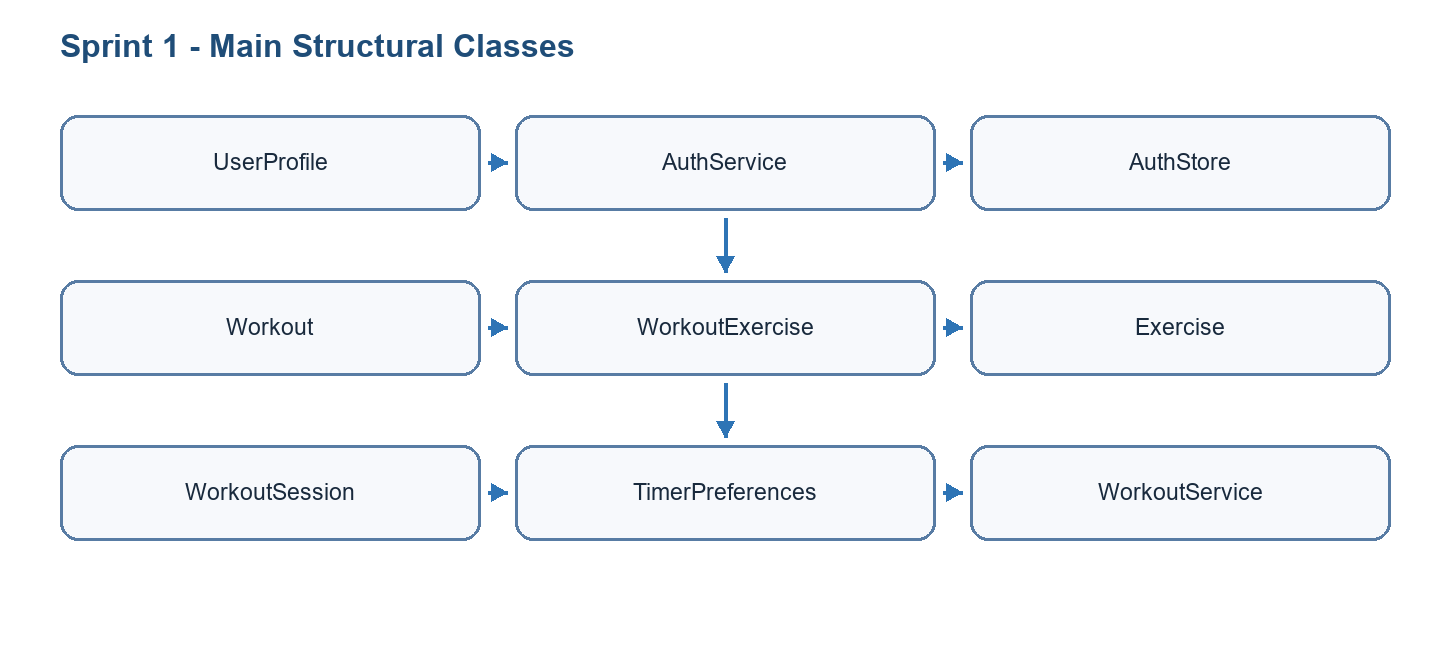 Sprint 1 - Main Structural Classes
UserProfile
AuthService
AuthStore
Workout
WorkoutExercise
Exercise
WorkoutSession
TimerPreferences
WorkoutService